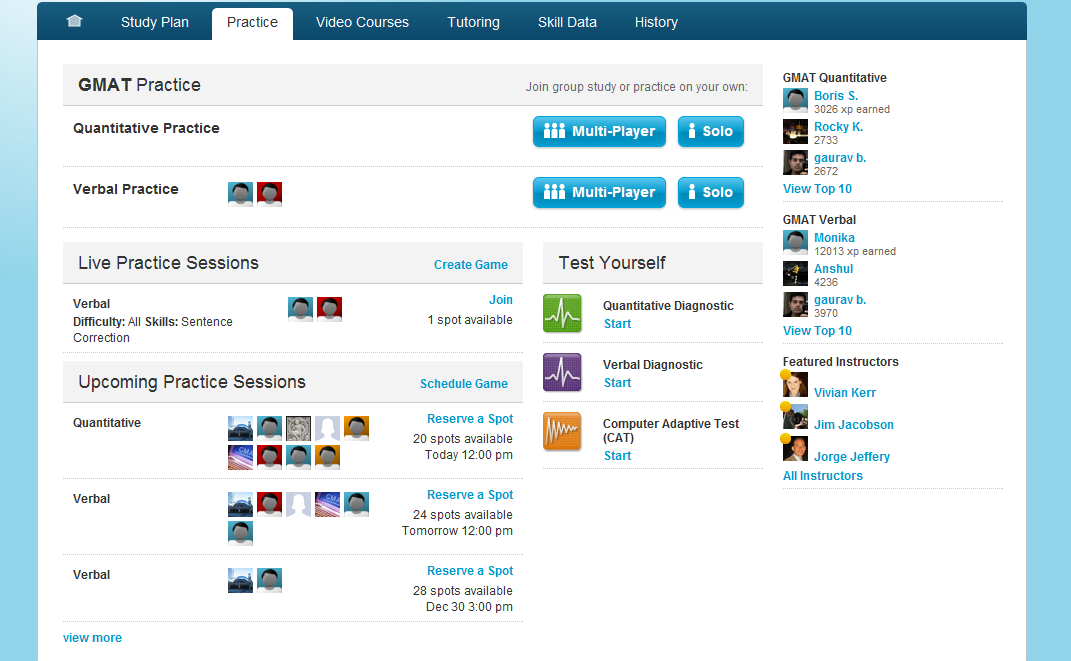 Study Plan Practice Video Courses Tutoring Skill Data History
GMAT Practice
Join group study or practice on your own:
Quantitative Practice
Multi-Player Solo
Verbal Practice
Multi-Player Solo
Live Practice Sessions
Create Game
Verbal
Difficulty: All Skills: Sentence
Correction
Join
1 spot available
Upcoming Practice Sessions
Schedule Game
Quantitative
Reserve a Spot
20 spots available
Today 12:00 pm
Verbal
Reserve a Spot
24 spots available
Tomorrow 12:00 pm
Verbal
Reserve a Spot
28 spots available
Dec 30 3:00 pm
view more
Test Yourself
Quantitative Diagnostic
Start
Verbal Diagnostic
Start
Computer Adaptive Test
(CAT)
Start
GMAT Quantitative
Boris S.
3026 xp earned
Rocky K.
2733
gaurav b.
2672
View Top 10
GMAT Verbal
Monika
12013 xp earned
Anshul
4236
gaurav b.
3970
View Top 10
Featured Instructors
Vivian Kerr
Jim Jacobson
Jorge Jeffery
All Instructors